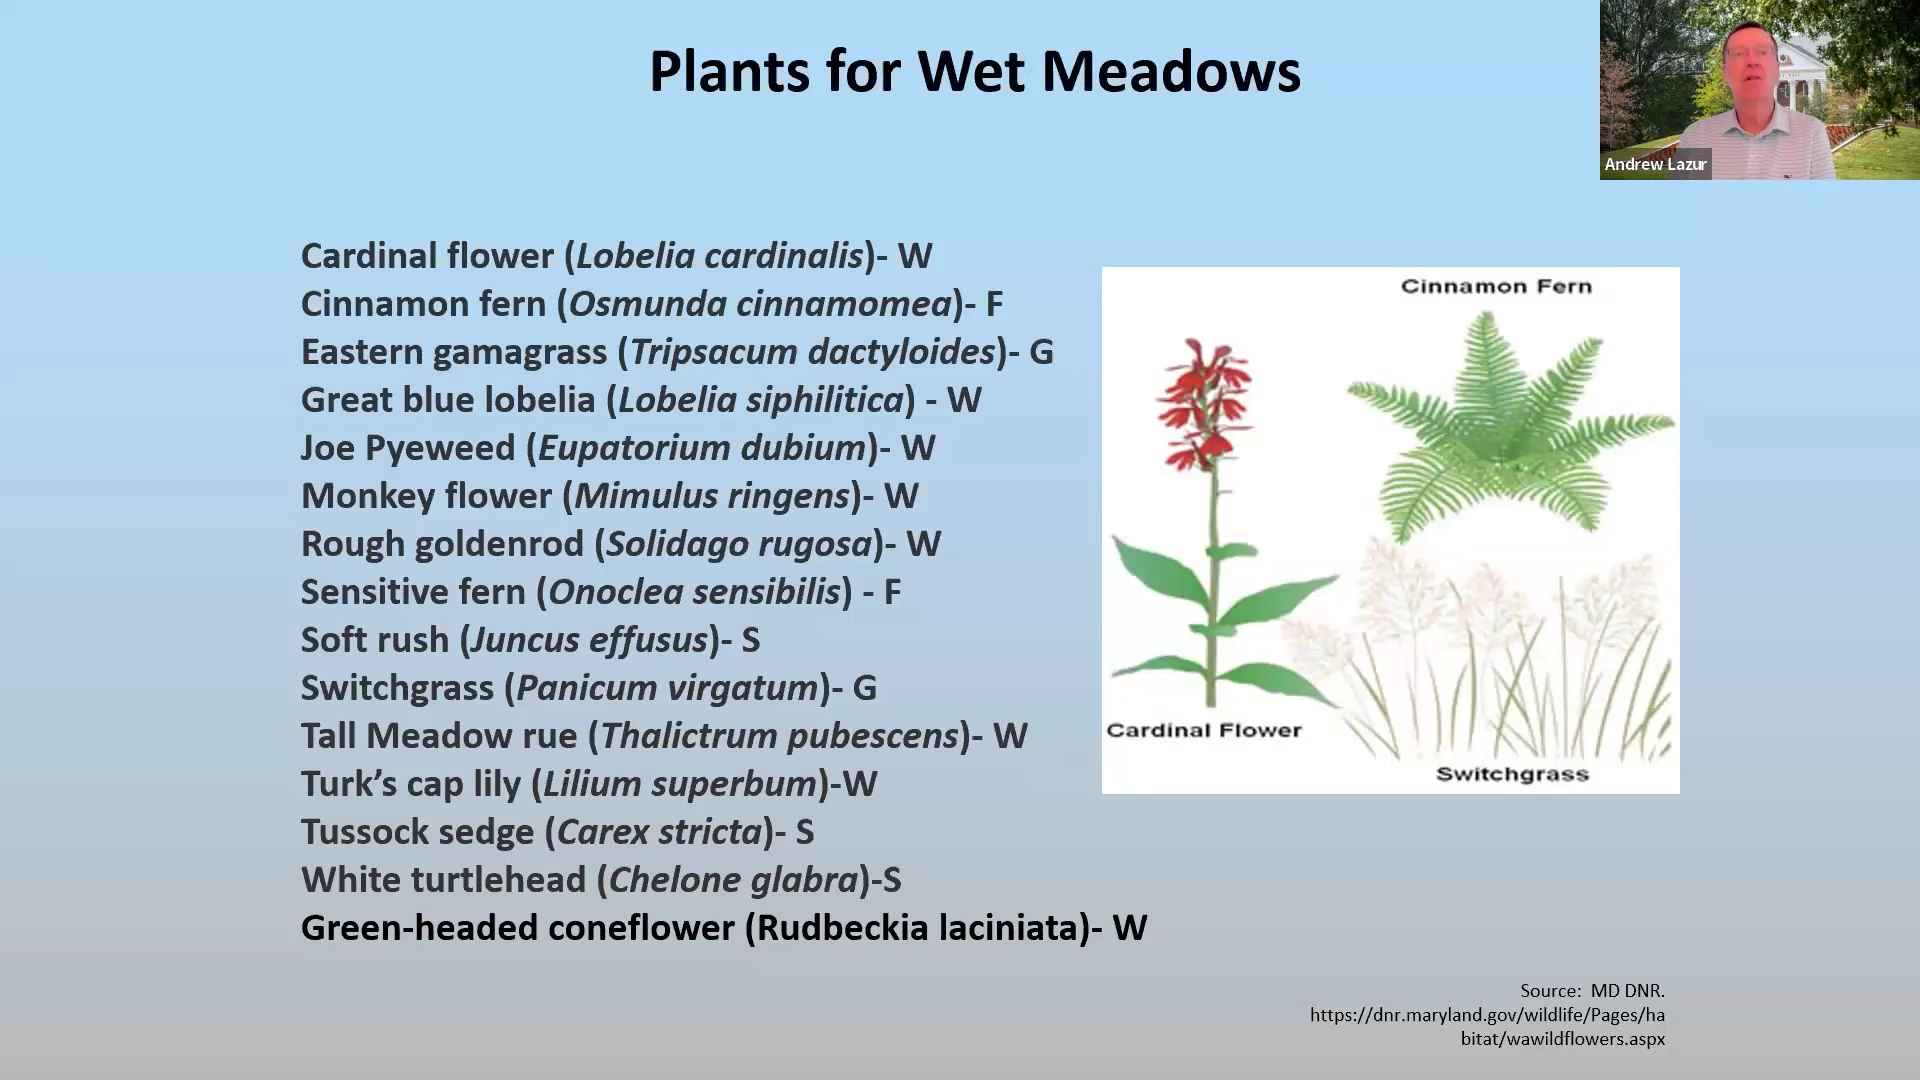 Plants for Wet Meadows
Andrew Lazur
Cardinal flower (Lobelia cardinalis)- W
Cinnamon fern (Osmunda cinnamomea)- F
Eastern gamagrass (Tripsacum dactyloides)- G
Great blue lobelia (Lobelia siphilitica) - W
Joe Pyeweed (Eupatorium dubium)- W
Monkey flower (Mimulus ringens)- W
Rough goldenrod (Solidago rugosa)- W
Sensitive fern (Onoclea sensibilis) - F
Soft rush (Juncus effusus)- S
Switchgrass (Panicum virgatum)- G
Tall Meadow rue (Thalictrum pubescens)- W
Turk’s cap lily (Lilium superbum)-W
Tussock sedge (Carex stricta)- S
White turtlehead (Chelone glabra)-S
Green-headed coneflower (Rudbeckia laciniata)- W
Cinnamon Fern
Cardinal Flower
Switchgrass
Source:  MD DNR.
https://dnr.maryland.gov/wildlife/Pages/ha
bitat/wawildflowers.aspx